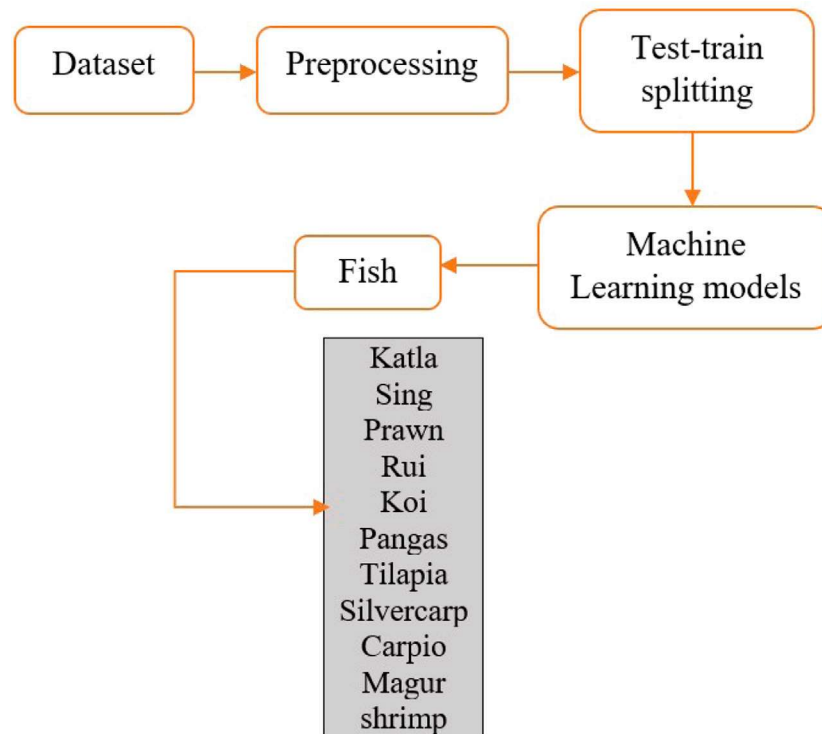 Dataset
Preprocessing
Test-train
splitting
Machine
Learning models
Fish
Katla
Sing
Prawn
Rui
Koi
Pangas
Tilapia
Silvercarp
Carpio
Magur
shrimp